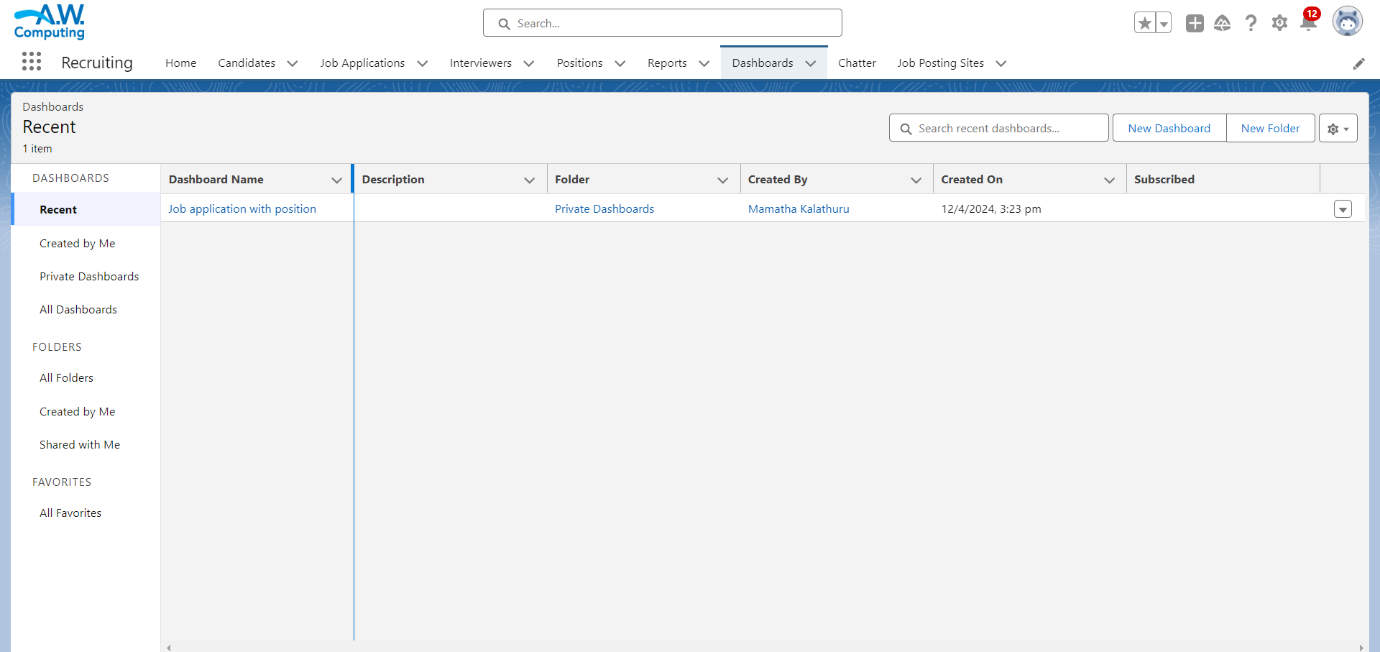 A.W.
Computing
Search...
12
Recruiting
Home
Candidates
Job Applications
Interviewers
Positions
Reports
Dashboards
Chatter
Job Posting Sites
Dashboards
Recent
1 item
Search recent dashboards...
New Dashboard
New Folder
DASHBOARDS
Recent
Created by Me
Private Dashboards
All Dashboards
FOLDERS
All Folders
Created by Me
Shared with Me
FAVORITES
All Favorites
Dashboard Name
Description
Folder
Created By
Created On
Subscribed
Job application with position
Private Dashboards
Mamatha Kalathuru
12/4/2024, 3:23 pm